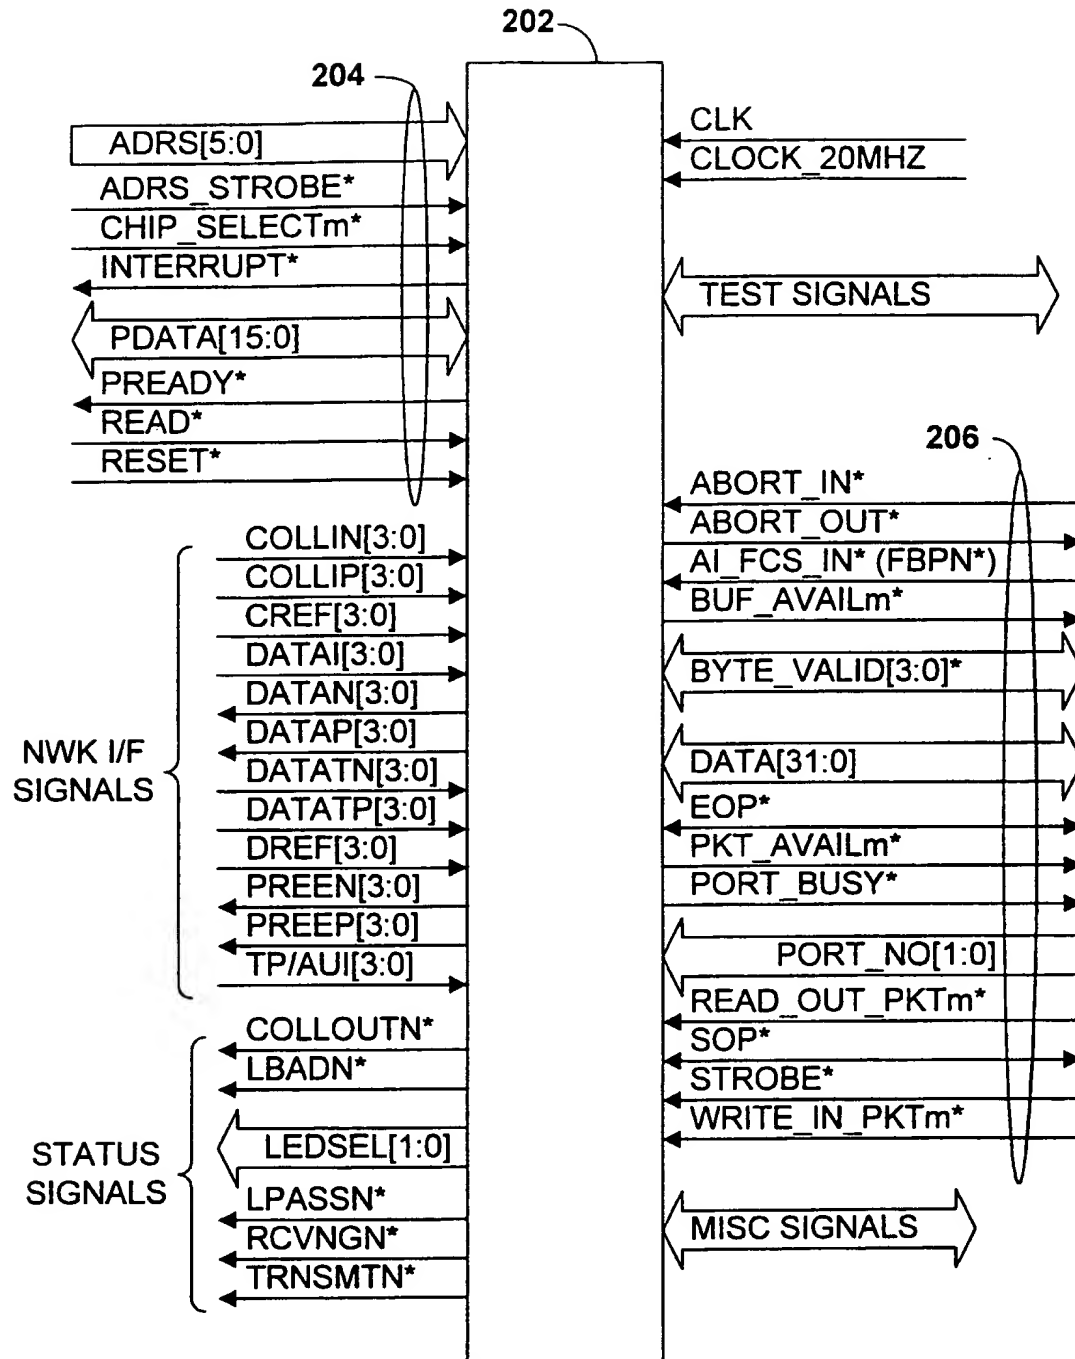 202
204
ADRS[5:0]
ADRS_STROBE*
CHIP_SELECTm*
INTERRUPT*
PDATA[15:0]
PREADY*
READ*
RESET*
NWK I/F
SIGNALS
COLLIN[3:0]
COLLIP[3:0]
CREF[3:0]
DATAI[3:0]
DATAN[3:0]
DATAP[3:0]
DATATN[3:0]
DATATP[3:0]
DREF[3:0]
PREEN[3:0]
PREEP[3:0]
TP/AUI[3:0]
STATUS
SIGNALS
COLLOUTN*
LBADN*
LEDSEL[1:0]
LPASSN*
RCVNGN*
TRNSMTN*
CLK
CLOCK_20MHZ
TEST SIGNALS
206
ABORT_IN*
ABORT_OUT*
AI_FCS_IN* (FBPN*)
BUF_AVAILm*
BYTE_VALID[3:0]*
DATA[31:0]
EOP*
PKT_AVAILm*
PORT_BUSY*
PORT_NO[1:0]
READ_OUT_PKTm*
SOP*
STROBE*
WRITE_IN_PKTm*
MISC SIGNALS